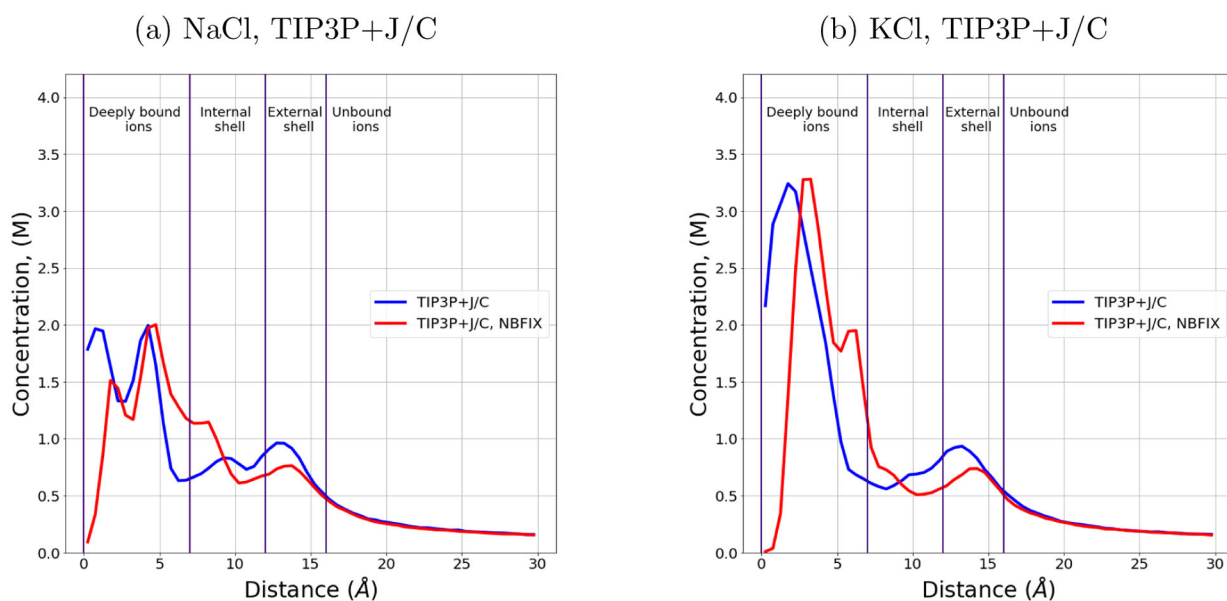 (a) NaCl, TIP3P+J/C
4.0
3.5
3.0
2.5
2.0
1.5
1.0
0.5
0.0
Concentration, (M)
Deeply bound
ions
Internal
shell
External
shell
Unbound
ions
TIP3P+J/C
TIP3P+J/C, NBFIX
0 5 10 15 20 25 30
Distance (Å)
(b) KCl, TIP3P+J/C
4.0
3.5
3.0
2.5
2.0
1.5
1.0
0.5
0.0
Concentration, (M)
Deeply bound
ions
Internal
shell
External
shell
Unbound
ions
TIP3P+J/C
TIP3P+J/C, NBFIX
0 5 10 15 20 25 30
Distance (Å)